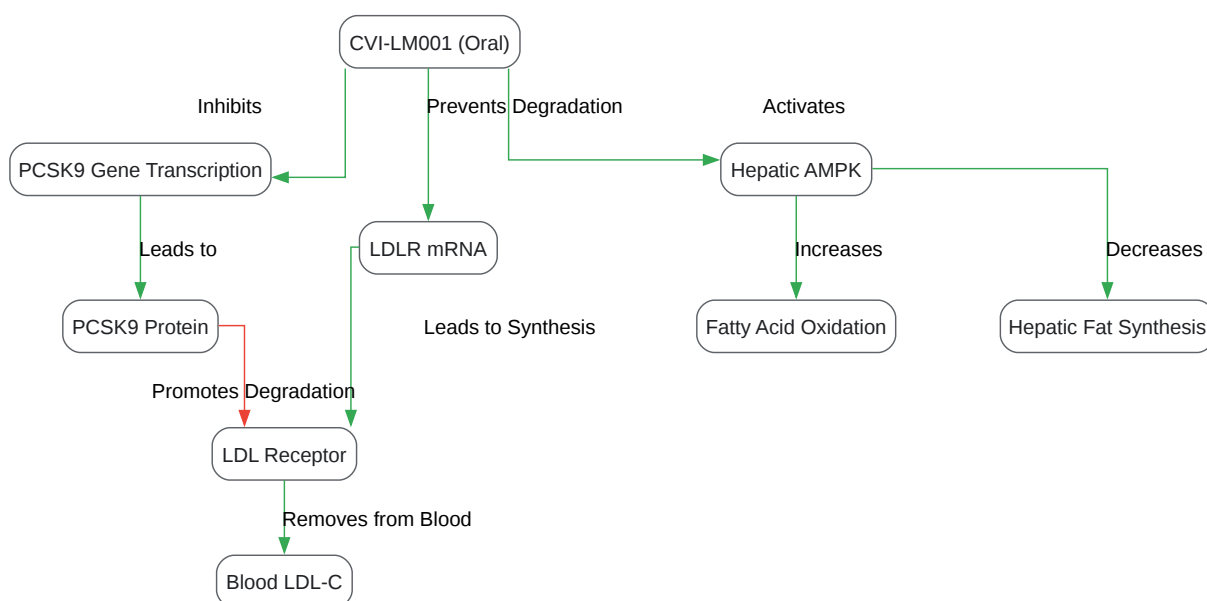 CVI-LM001 (Oral)
Inhibits
Prevents Degradation
Activates
PCSK9 Gene Transcription
Hepatic AMPK
LDLR mRNA
Leads to
Increases
Decreases
PCSK9 Protein
Leads to Synthesis
Fatty Acid Oxidation
Hepatic Fat Synthesis
Promotes Degradation
LDL Receptor
Removes from Blood
Blood LDL-C